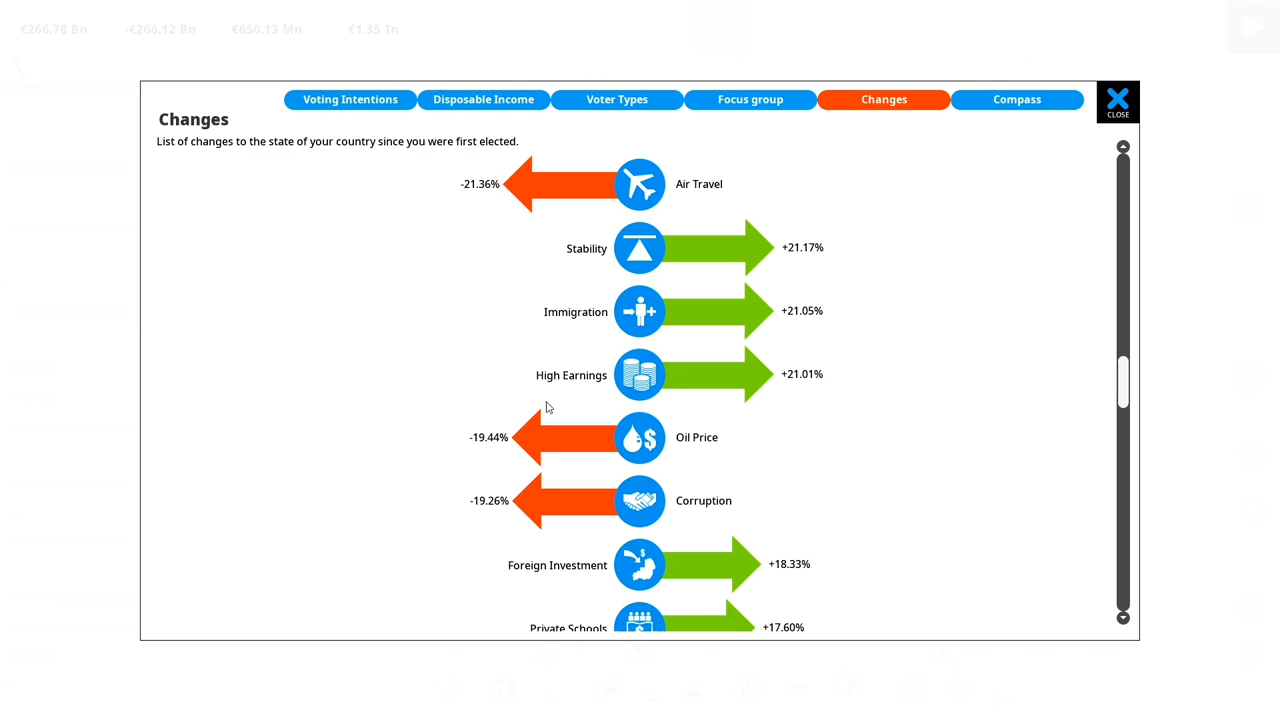 €266.78 Bn -€266.12 Bn €650.13 Mn €1.35 Tn
Voting Intentions Disposable Income Voter Types Focus group Changes Compass
CLOSE
Changes
List of changes to the state of your country since you were first elected.
-21.36% Air Travel
Stability +21.17%
Immigration +21.05%
High Earnings +21.01%
-19.44% Oil Price
-19.26% Corruption
Foreign Investment +18.33%
Private Schools +17.60%